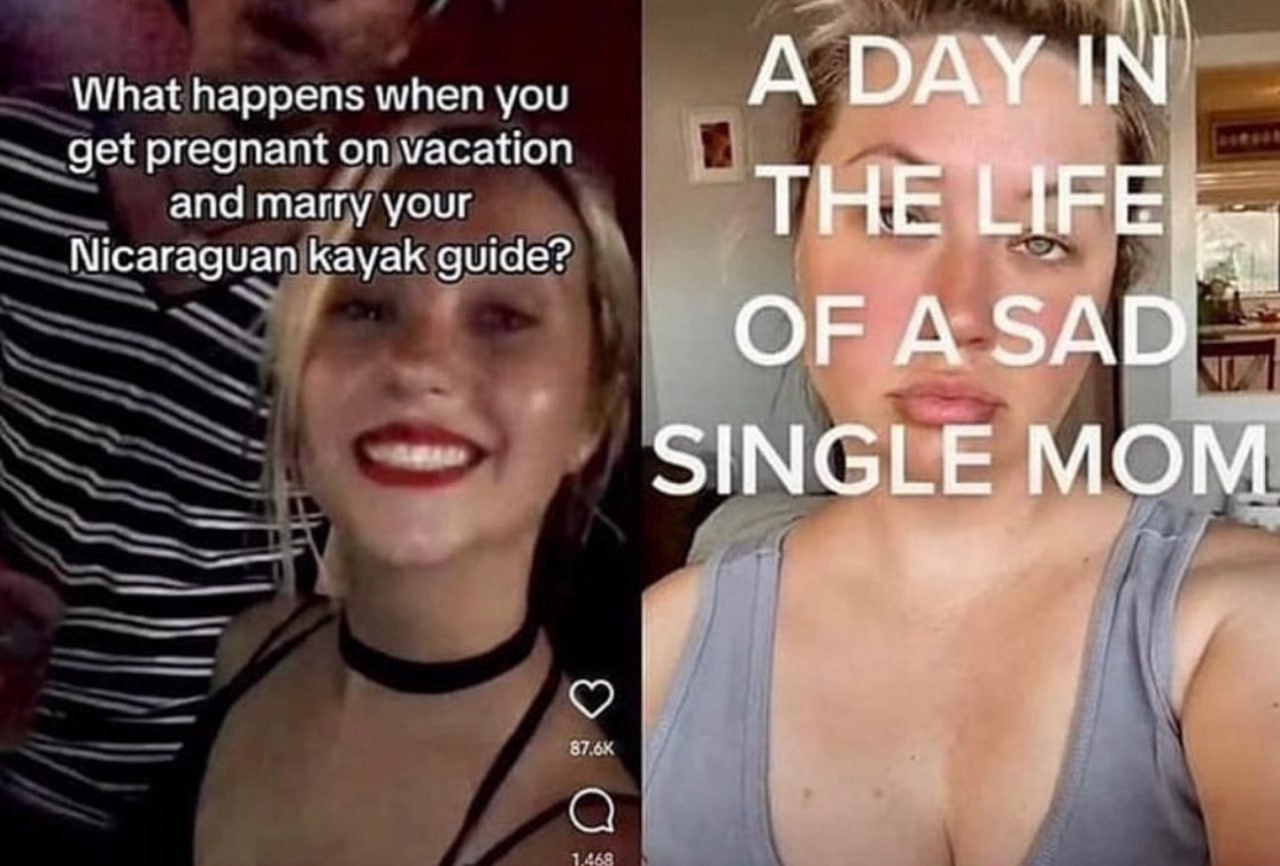 What happens when you
get pregnant on vacation
and marry your
Nicaraguan kayak guide?
87.6K
1,468
A DAY IN
THE LIFE
OF A SAD
SINGLE MOM